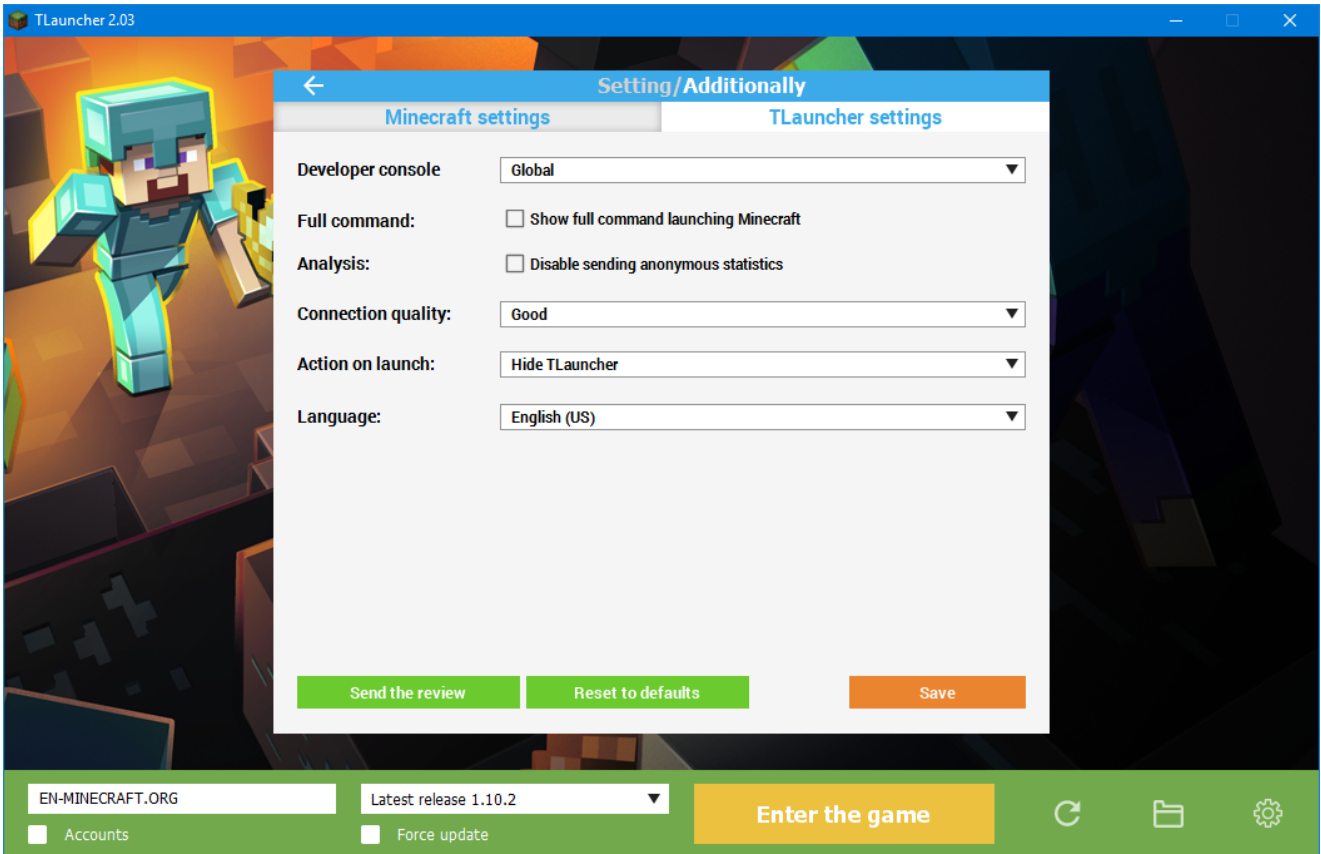 TLauncher 2.03
Setting/Additionally
Minecraft settings TLauncher settings
Developer console Global
Full command: Show full command launching Minecraft
Analysis: Disable sending anonymous statistics
Connection quality: Good
Action on launch: Hide TLauncher
Language: English (US)
Send the review Reset to defaults Save
EN-MINECRAFT.ORG Latest release 1.10.2 Enter the game
Accounts Force update